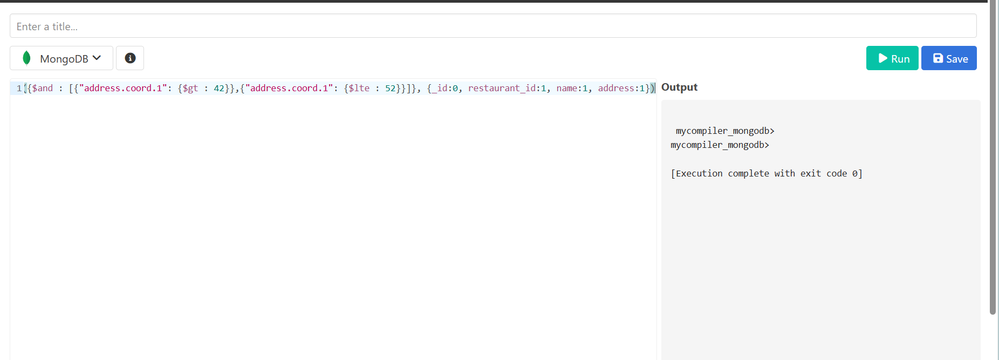 Enter a title...
MongoDB
Run
Save
1({$and : [{"address.coord.1": {$gt : 42}},{"address.coord.1": {$lte : 52}}]}, {_id:0, restaurant_id:1, name:1, address:1})
Output
mycompiler_mongodb>
mycompiler_mongodb>
[Execution complete with exit code 0]